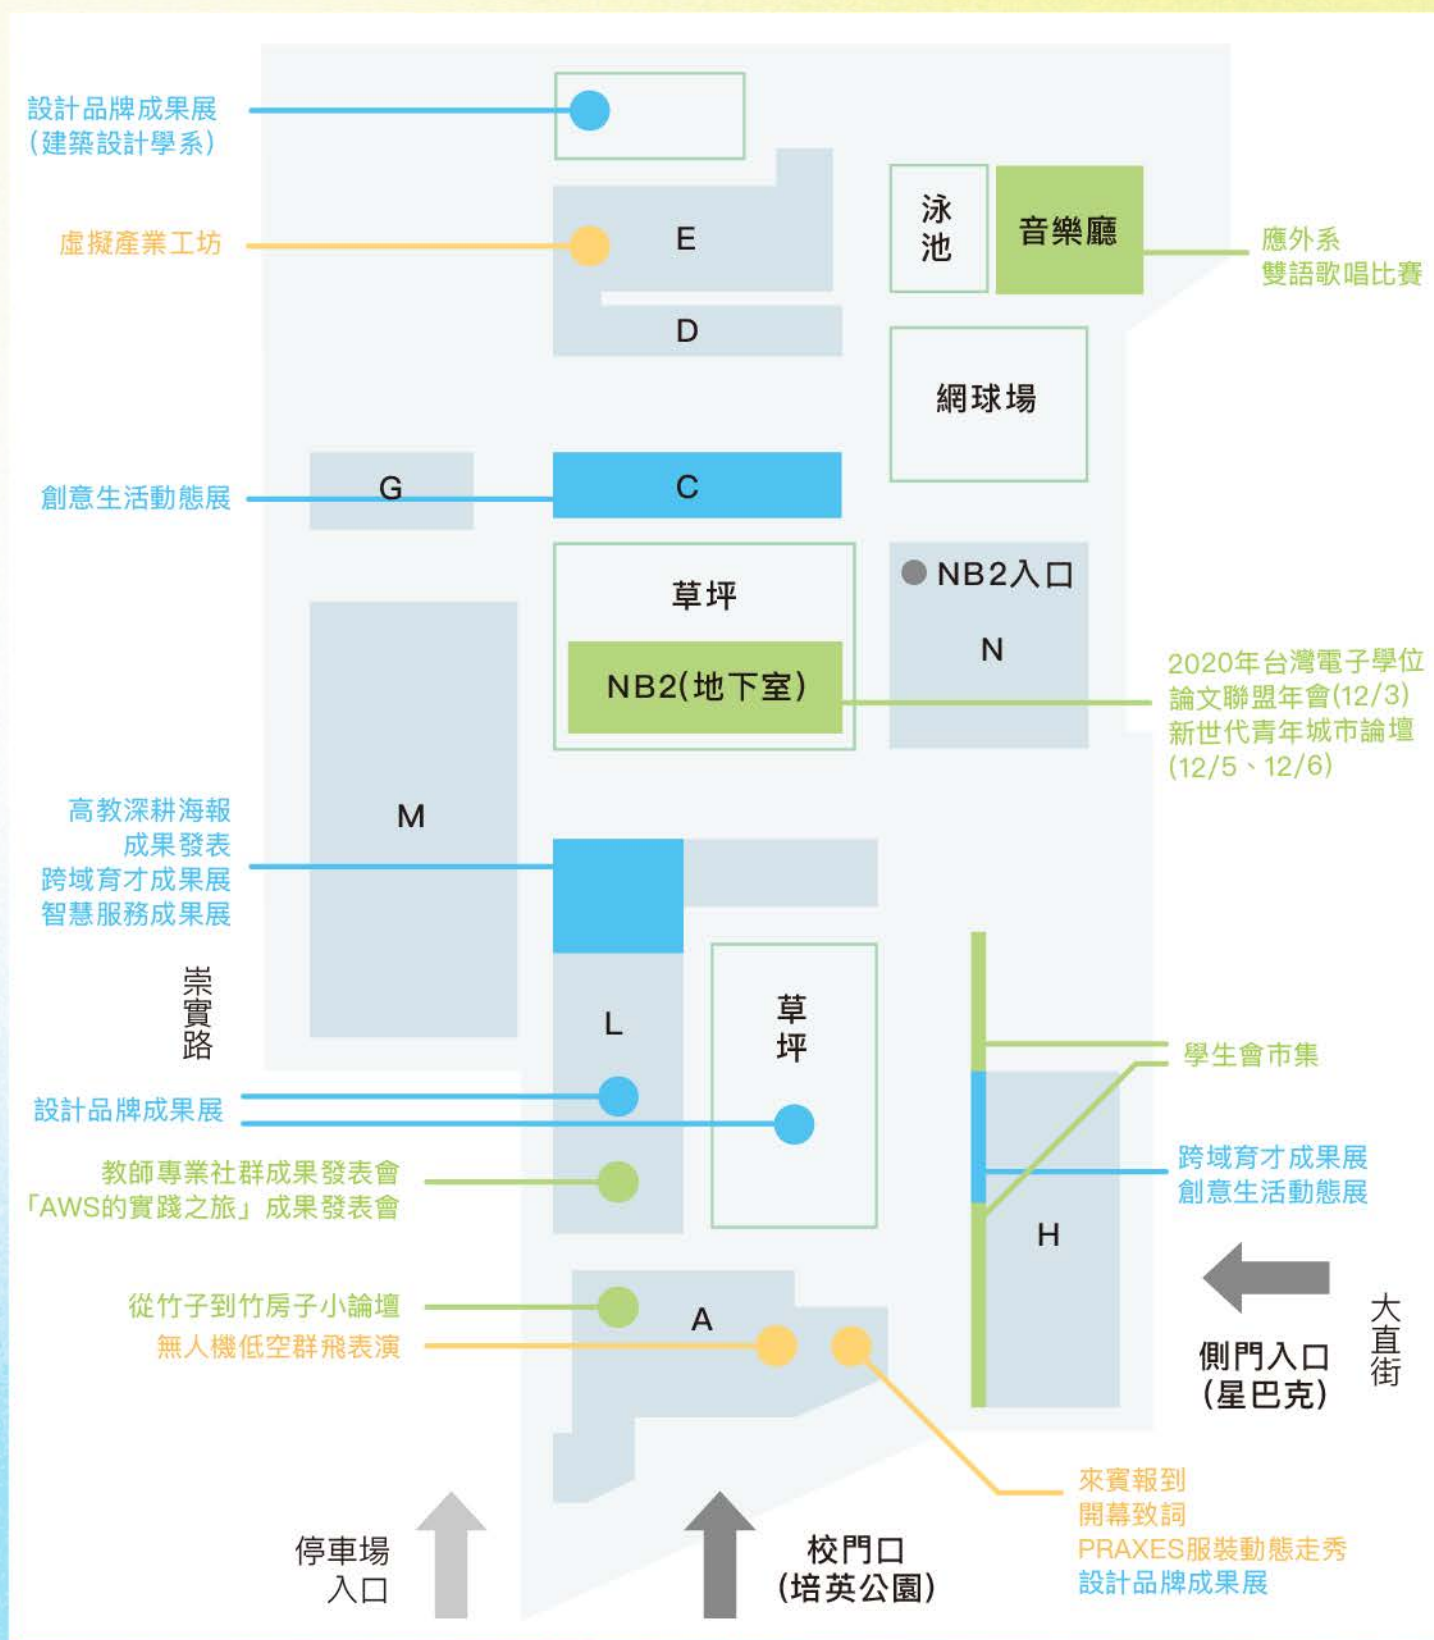 設計品牌成果展
(建築設計學系)
虛擬產業工坊
E
泳
池
音樂廳
應外系
雙語歌唱比賽
D
網球場
創意生活動態展
G
C
草坪
NB2入口
NB2(地下室)
N
2020年台灣電子學位
論文聯盟年會(12/3)
新世代青年城市論壇
(12/5、12/6)
M
高教深耕海報
成果發表
跨域育才成果展
智慧服務成果展
崇實路
L
草
坪
學生會市集
設計品牌成果展
跨域育才成果展
創意生活動態展
教師專業社群成果發表會
「AWS的實踐之旅」成果發表會
H
從竹子到竹房子小論壇
A
無人機低空群飛表演
大直街
側門入口
(星巴克)
來賓報到
開幕致詞
PRAXES服裝動態走秀
設計品牌成果展
停車場
入口
校門口
(培英公園)